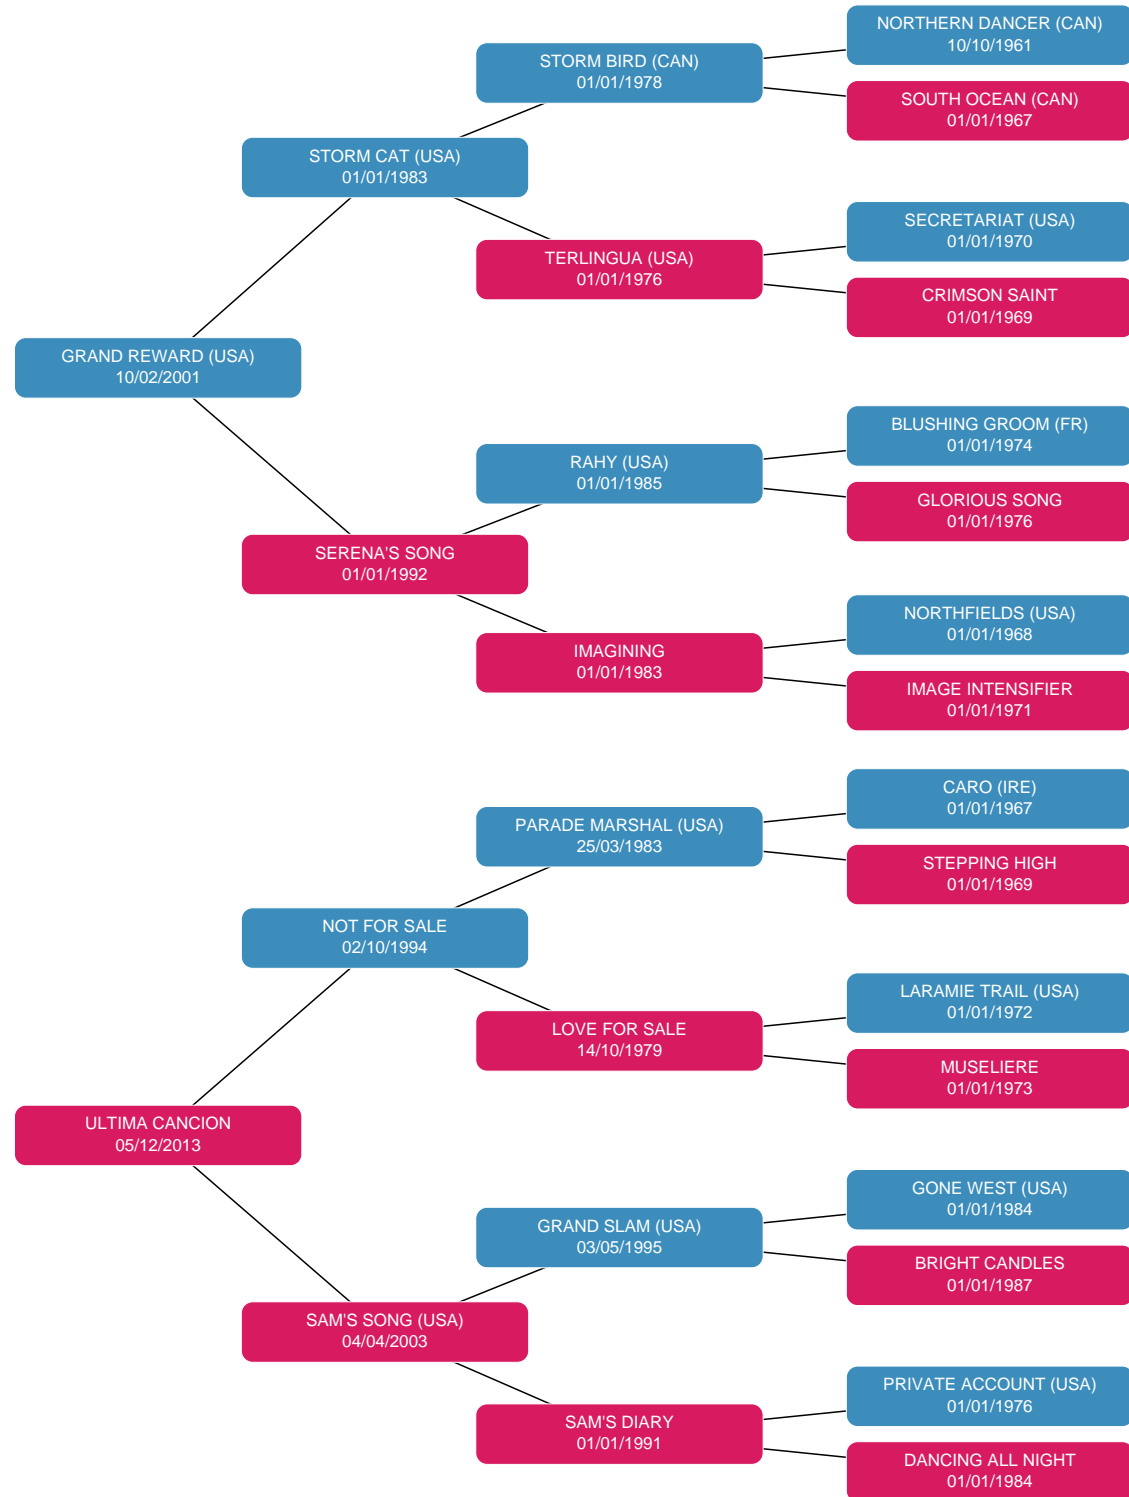 NORTHERN DANCER (CAN)
10/10/1961
STORM BIRD (CAN)
01/01/1978
SOUTH OCEAN (CAN)
01/01/1967
STORM CAT (USA)
01/01/1983
SECRETARIAT (USA)
01/01/1970
TERLINGUA (USA)
01/01/1976
CRIMSON SAINT
01/01/1969
GRAND REWARD (USA)
10/02/2001
BLUSHING GROOM (FR)
01/01/1974
RAHY (USA)
01/01/1985
GLORIOUS SONG
01/01/1976
SERENA'S SONG
01/01/1992
NORTHFIELDS (USA)
01/01/1968
IMAGINING
01/01/1983
IMAGE INTENSIFIER
01/01/1971
CARO (IRE)
01/01/1967
PARADE MARSHAL (USA)
25/03/1983
STEPPING HIGH
01/01/1969
NOT FOR SALE
02/10/1994
LARAMIE TRAIL (USA)
01/01/1972
LOVE FOR SALE
14/10/1979
MUSELIERE
01/01/1973
ULTIMA CANCION
05/12/2013
GONE WEST (USA)
01/01/1984
GRAND SLAM (USA)
03/05/1995
BRIGHT CANDLES
01/01/1987
SAM'S SONG (USA)
04/04/2003
PRIVATE ACCOUNT (USA)
01/01/1976
SAM'S DIARY
01/01/1991
DANCING ALL NIGHT
01/01/1984